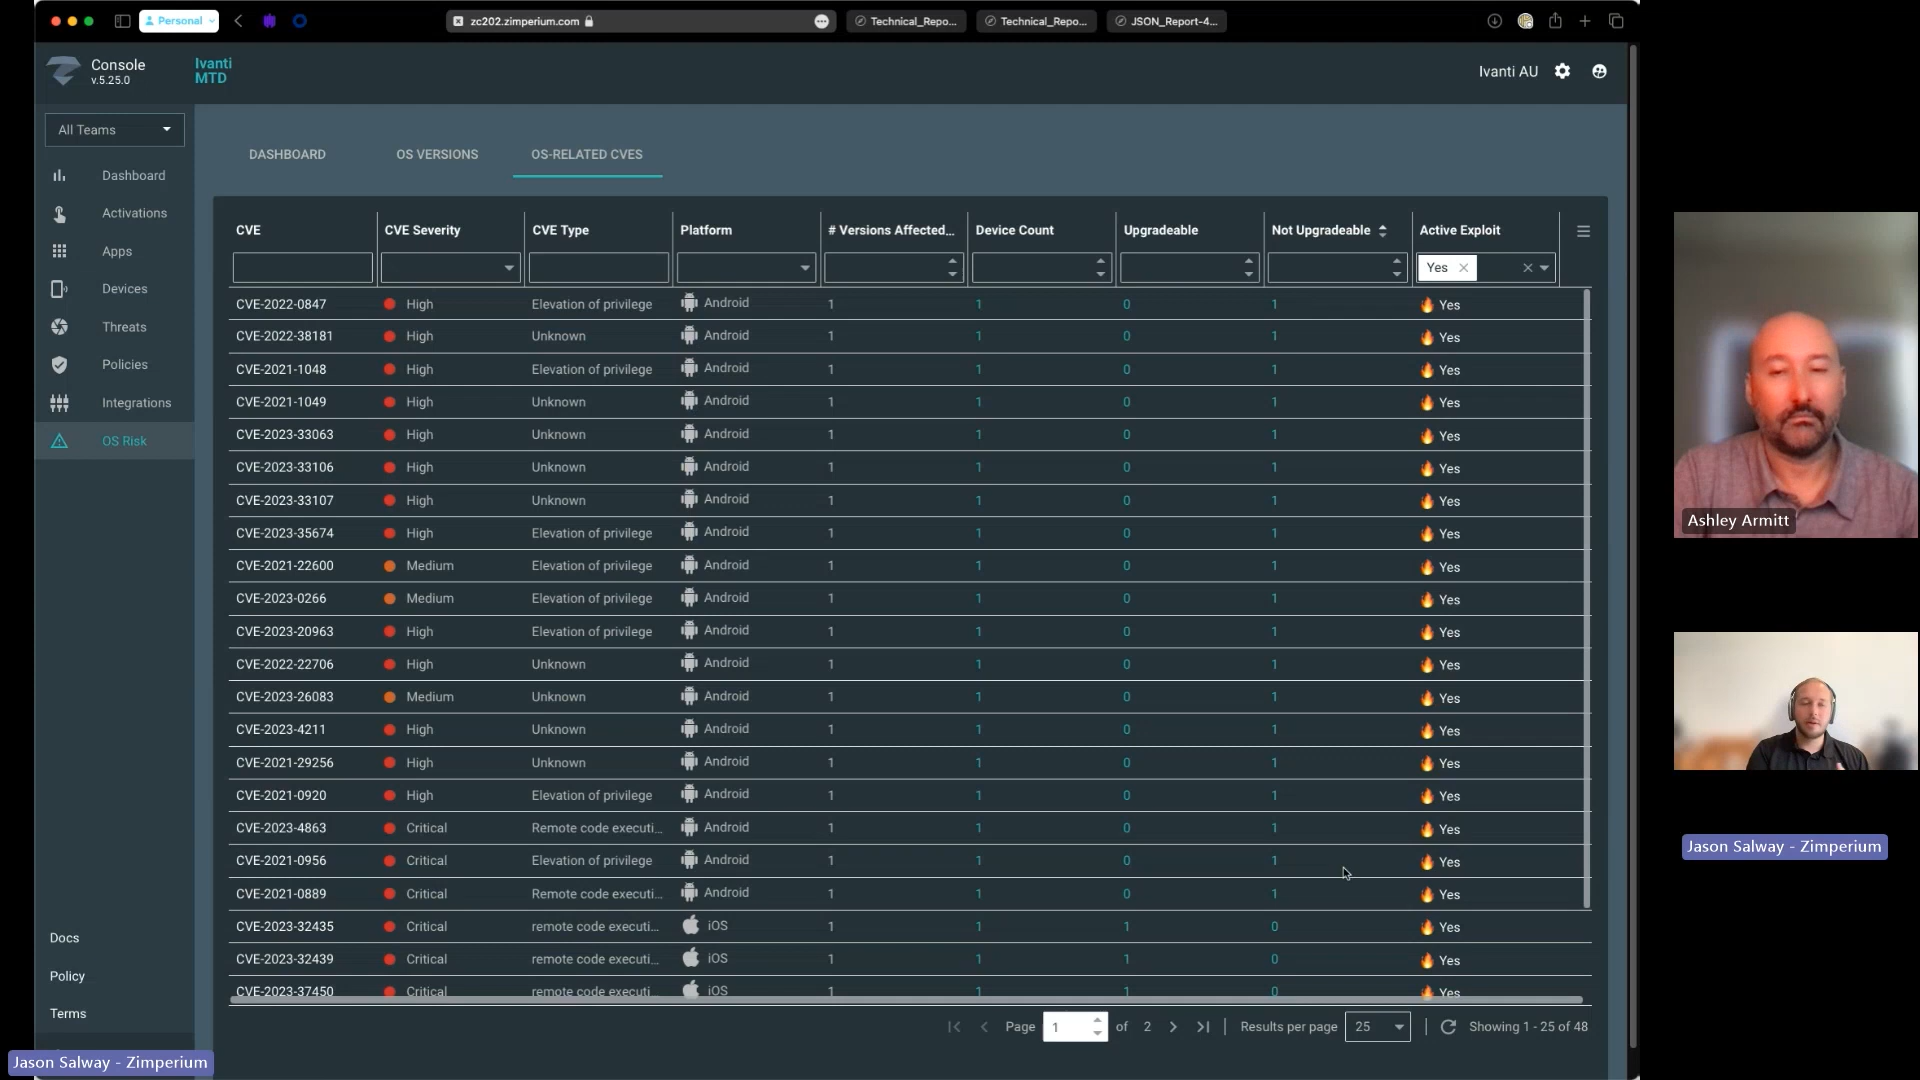 Personal
zc202.zimperium.com
Technical_Repo...
Technical_Repo...
JSON_Report-4...
Console
v.5.25.0
Ivanti
MTD
Ivanti AU
All Teams
Dashboard
Activations
Apps
Devices
Threats
Policies
Integrations
OS Risk
Docs
Policy
Terms
DASHBOARD OS VERSIONS OS-RELATED CVES
CVE CVE Severity CVE Type Platform # Versions Affected... Device Count Upgradeable Not Upgradeable Active Exploit
Yes
CVE-2022-0847 High Elevation of privilege Android 1 1 0 1 Yes
CVE-2022-38181 High Unknown Android 1 1 0 1 Yes
CVE-2021-1048 High Elevation of privilege Android 1 1 0 1 Yes
CVE-2021-1049 High Unknown Android 1 1 0 1 Yes
CVE-2023-33063 High Unknown Android 1 1 0 1 Yes
CVE-2023-33106 High Unknown Android 1 1 0 1 Yes
CVE-2023-33107 High Unknown Android 1 1 0 1 Yes
CVE-2023-35674 High Elevation of privilege Android 1 1 0 1 Yes
CVE-2021-22600 Medium Elevation of privilege Android 1 1 0 1 Yes
CVE-2023-0266 Medium Elevation of privilege Android 1 1 0 1 Yes
CVE-2023-20963 High Elevation of privilege Android 1 1 0 1 Yes
CVE-2022-22706 High Unknown Android 1 1 0 1 Yes
CVE-2023-26083 Medium Unknown Android 1 1 0 1 Yes
CVE-2023-4211 High Unknown Android 1 1 0 1 Yes
CVE-2021-29256 High Unknown Android 1 1 0 1 Yes
CVE-2021-0920 High Elevation of privilege Android 1 1 0 1 Yes
CVE-2023-4863 Critical Remote code executi... Android 1 1 0 1 Yes
CVE-2021-0956 Critical Elevation of privilege Android 1 1 0 1 Yes
CVE-2021-0889 Critical Remote code executi... Android 1 1 0 1 Yes
CVE-2023-32435 Critical remote code executi... iOS 1 1 1 0 Yes
CVE-2023-32439 Critical remote code executi... iOS 1 1 1 0 Yes
CVE-2023-37450 Critical remote code executi... iOS 1 1 1 0 Yes
Page 1 of 2 Results per page 25 Showing 1 - 25 of 48
Ashley Armitt
Jason Salway - Zimperium
Jason Salway - Zimperium